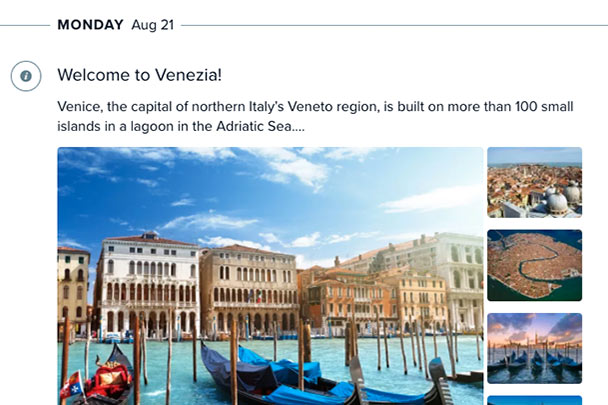 MONDAY Aug 21
Welcome to Venezia!
Venice, the capital of northern Italy's Veneto region, is built on more than 100 small
islands in a lagoon in the Adriatic Sea....